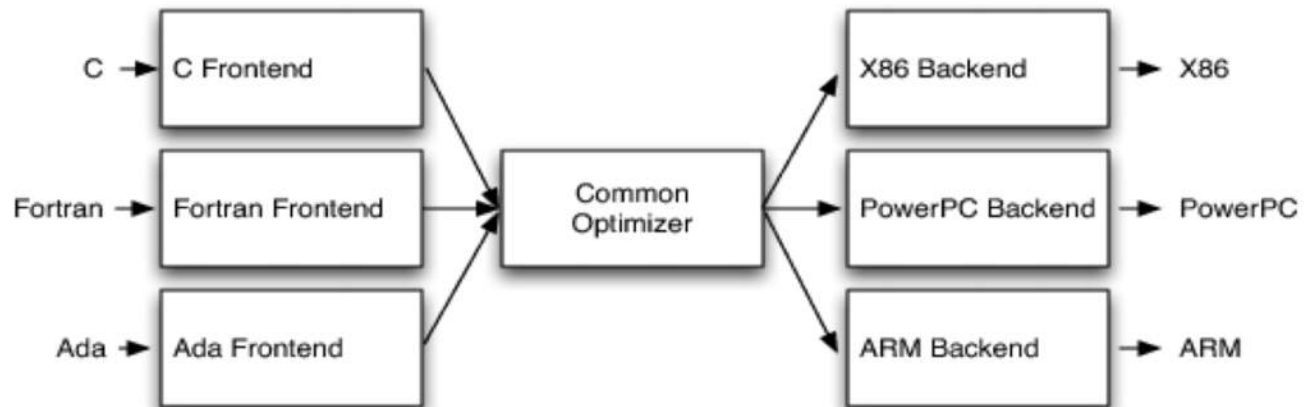 C
C Frontend
X86 Backend
X86
Fortran
Fortran Frontend
Common
Optimizer
PowerPC Backend
PowerPC
Ada
Ada Frontend
ARM Backend
ARM